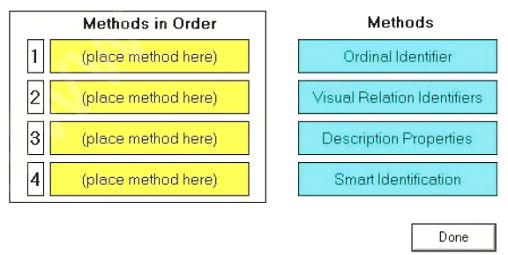 Methods in Order
Methods
1 (place method here)
Ordinal Identifier
2 (place method here)
Visual Relation Identifiers
3 (place method here)
Description Properties
4 (place method here)
Smart Identification
Done